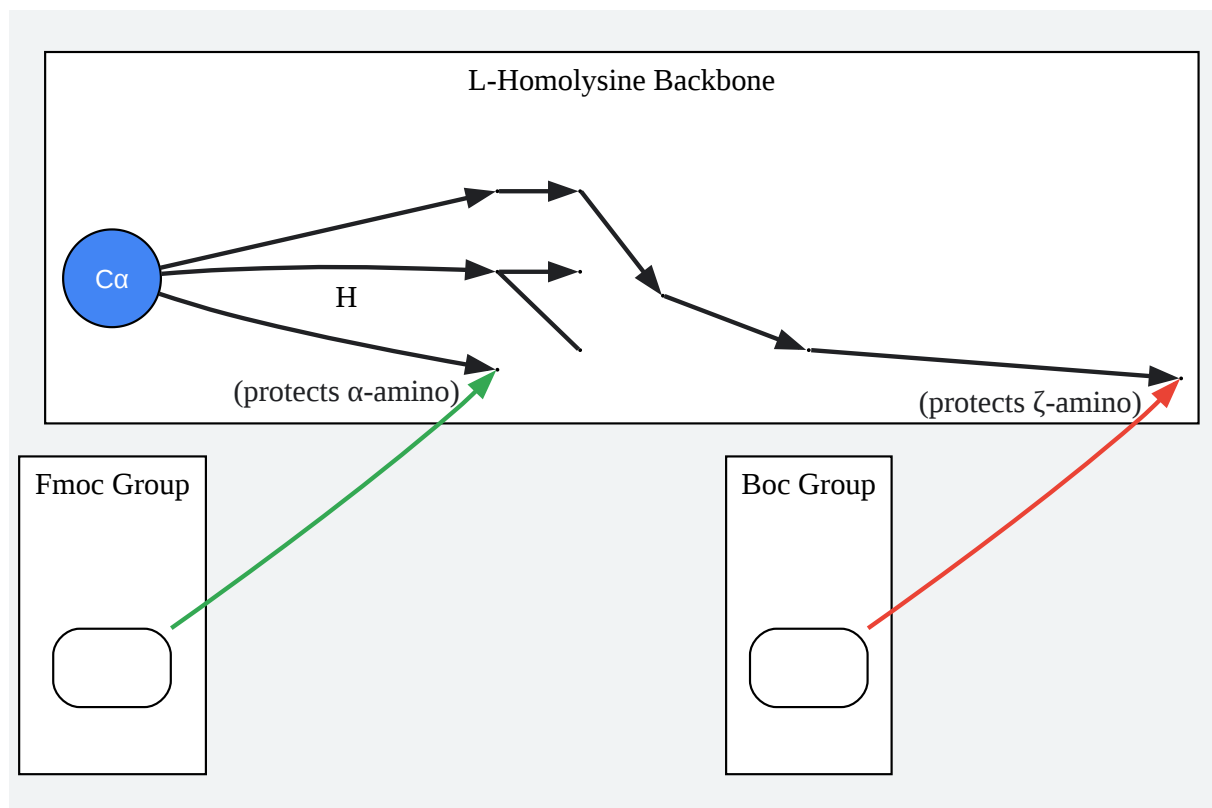 L-Homolysine Backbone
Cα
H
(protects α-amino)
(protects ζ-amino)
Fmoc Group
Boc Group